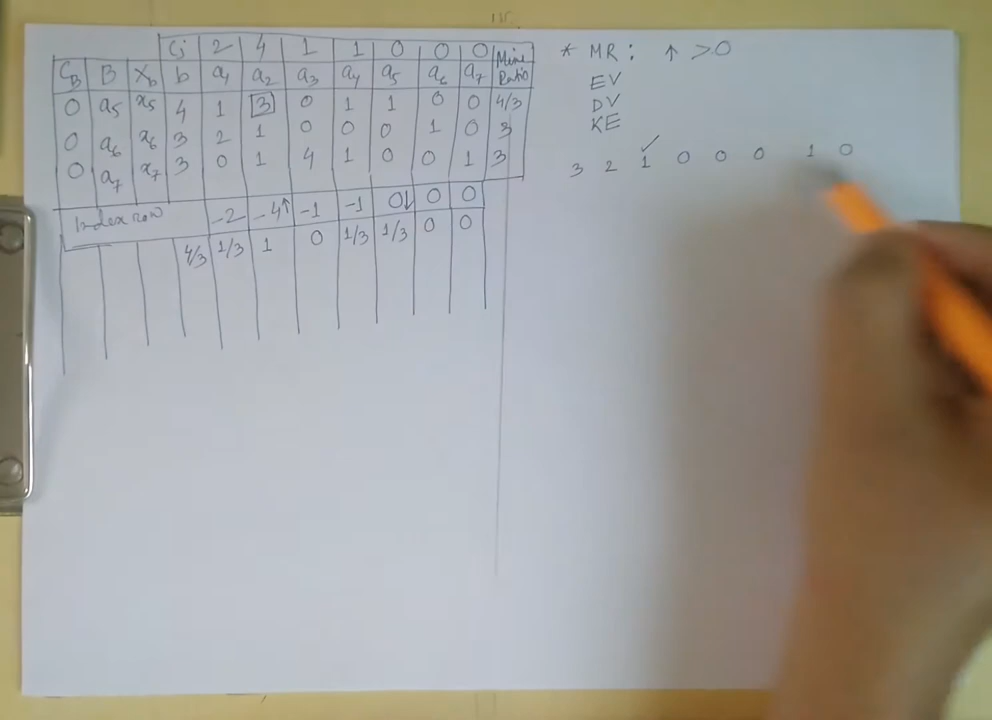 Cj 2 4 1 1 0 0 0 Mini
CB B Xb b a1 a2 a3 a4 a5 a6 a7 Ratio
0 a5 x5 4 1 3 0 1 1 0 0 4/3
0 a6 x6 3 2 1 0 0 0 1 0 3
0 a7 x7 3 0 1 4 1 0 0 1 3
Index row -2 -4↑ -1 -1 0↓ 0 0
4/3 1/3 1 0 1/3 1/3 0 0
* MR: ↑ >0
EV
DV
KE
3 2 1 ✓ 0 0 0 1 0